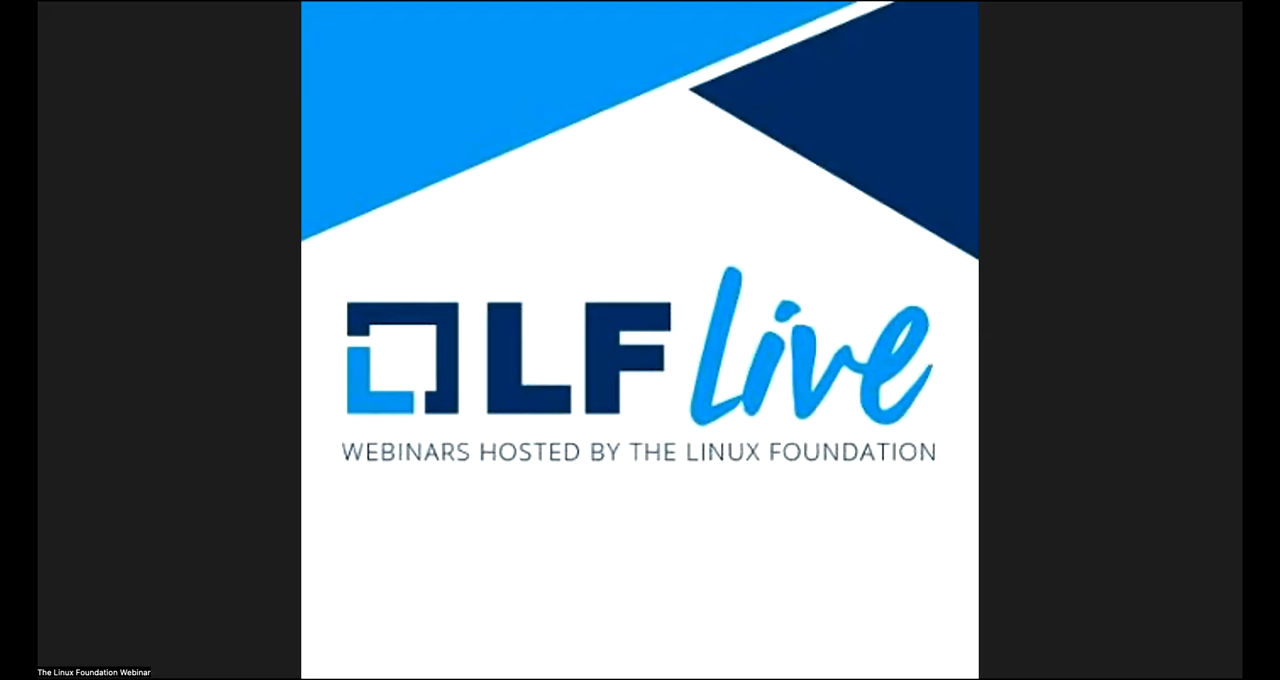 LF Live
WEBINARS HOSTED BY THE LINUX FOUNDATION
The Linux Foundation Webinar